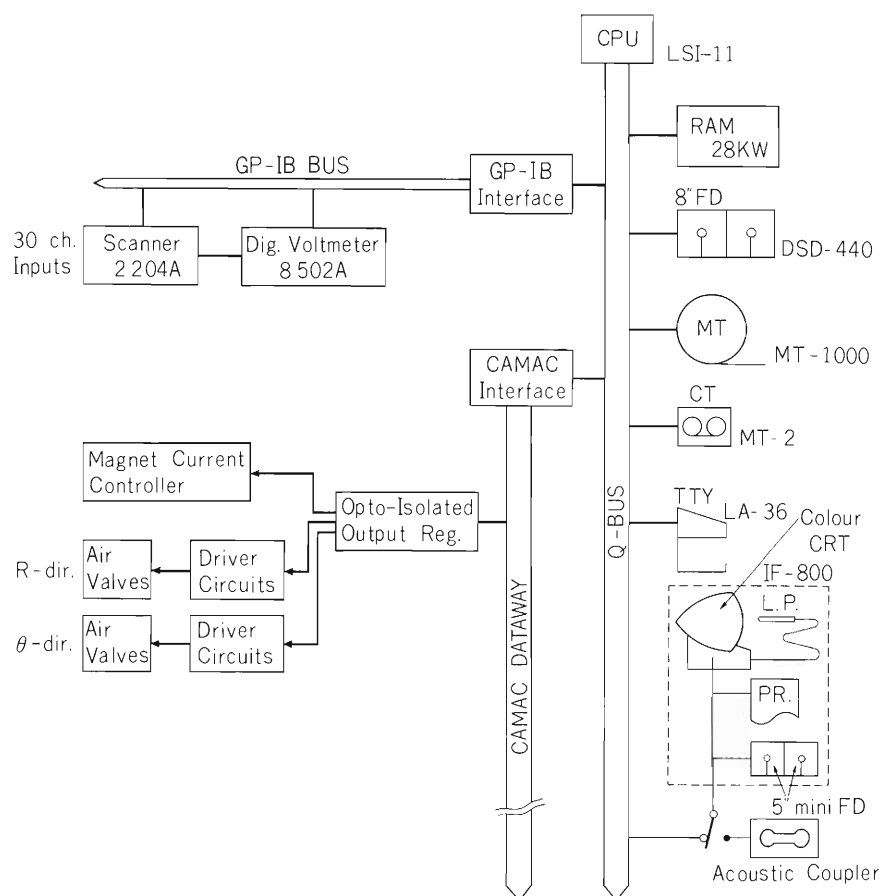 CPU
LSI-11
RAM
28KW
GP-IB BUS
GP-IB
Interface
8"FD
DSD-440
30 ch.
Inputs
Scanner
2204A
Dig. Voltmeter
8502A
MT
MT-1000
CAMAC
Interface
CT
MT-2
Magnet Current
Controller
Opto-Isolated
Output Reg.
TTY
LA-36
Colour
CRT
Q-BUS
R-dir.
Air
Valves
Driver
Circuits
IF-800
L.P.
θ-dir.
Air
Valves
Driver
Circuits
CAMAC DATAWAY
PR.
5" mini FD
Acoustic Coupler